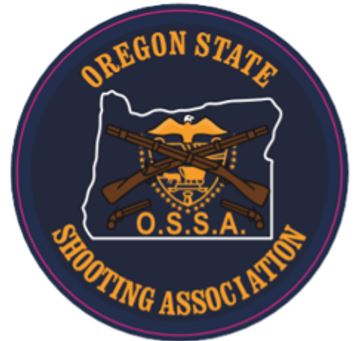 OREGON STATE
O.S.S.A.
SHOOTING ASSOCIATION